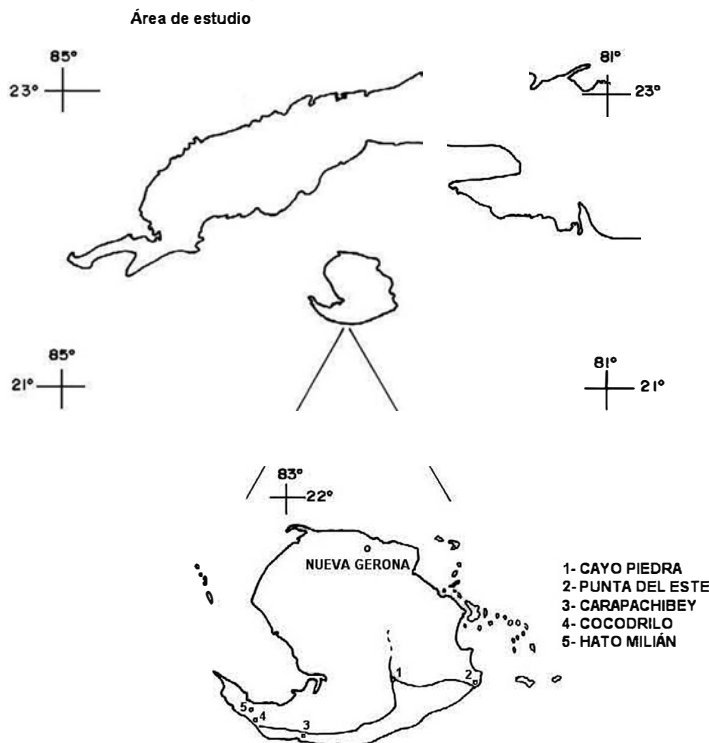 Área de estudio
85°
23°
81°
23°
85°
21°
81°
21°
83°
22°
NUEVA GERONA
1- CAYO PIEDRA
2- PUNTA DEL ESTE
3- CARAPACHIBEY
4- COCODRILO
5- HATO MILIÁN
1
2
5
4
3